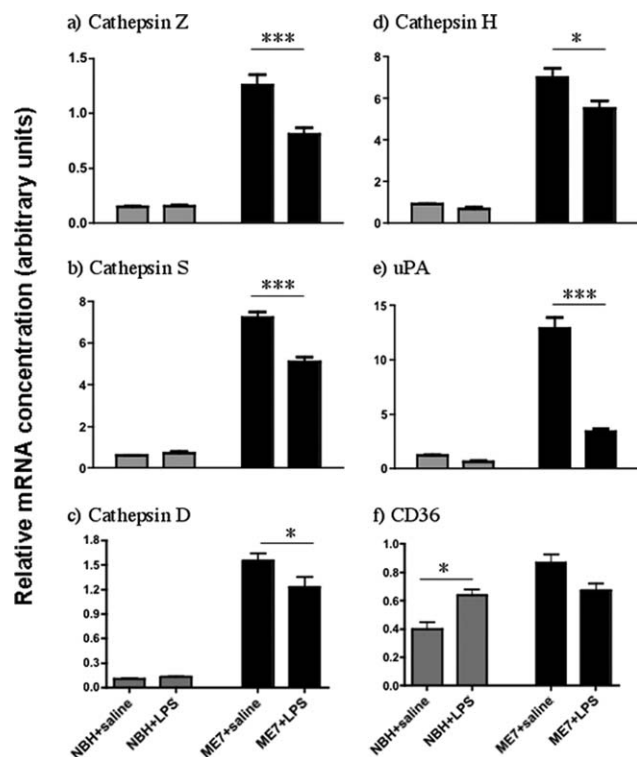 Relative mRNA concentration (arbitrary units)
a) Cathepsin Z
***
1.5
1.0
0.5
0.0
b) Cathepsin S
***
8
6
4
2
0
c) Cathepsin D
*
1.8
1.5
1.2
0.9
0.6
0.3
0.0
NBH+saline
NBH+LPS
ME7+saline
ME7+LPS
d) Cathepsin H
*
8
6
4
2
0
e) uPA
***
15
10
5
0
f) CD36
*
1.0
0.8
0.6
0.4
0.2
0.0
NBH+saline
NBH+LPS
ME7+saline
ME7+LPS